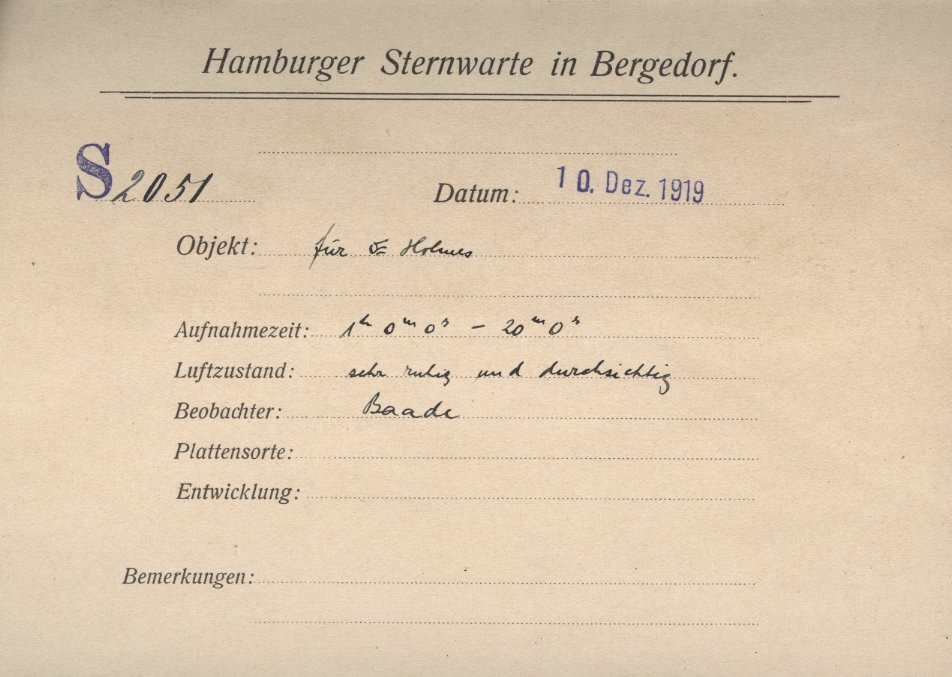 Hamburger Sternwarte in Bergedorf.
S 2051
Datum: 10. Dez. 1919
Objekt: für Holmes
Aufnahmezeit: 1ʰ 0ᵐ 0ˢ – 20ᵐ 0ˢ
Luftzustand: sehr ruhig und durchsichtig
Beobachter: Baade
Plattensorte:
Entwicklung:
Bemerkungen: